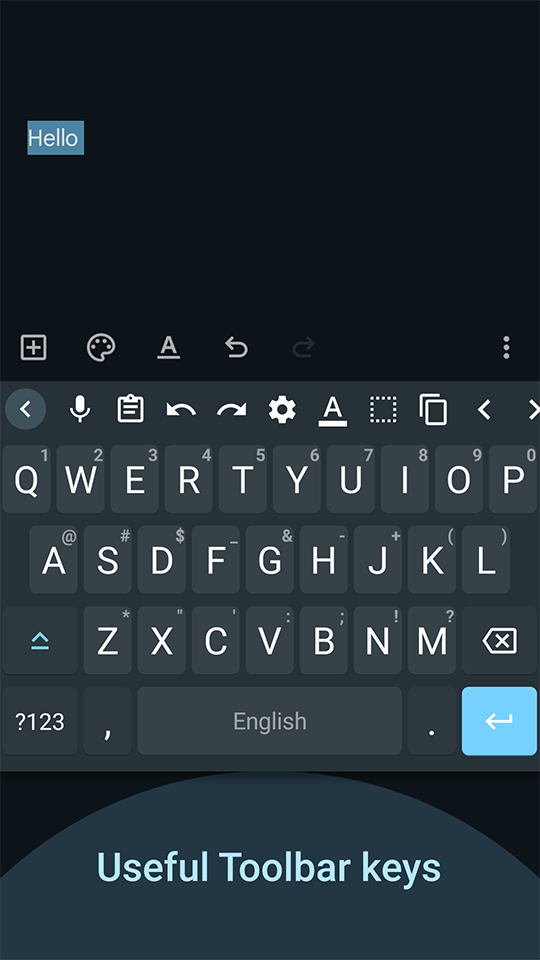 Hello
A
A
1 2 3 4 5 6 7 8 9 0
Q W E R T Y U I O P
@ # $ _ & - + ( )
A S D F G H J K L
* " ' : ; ! ?
Z X C V B N M
?123 , English .
Useful Toolbar keys